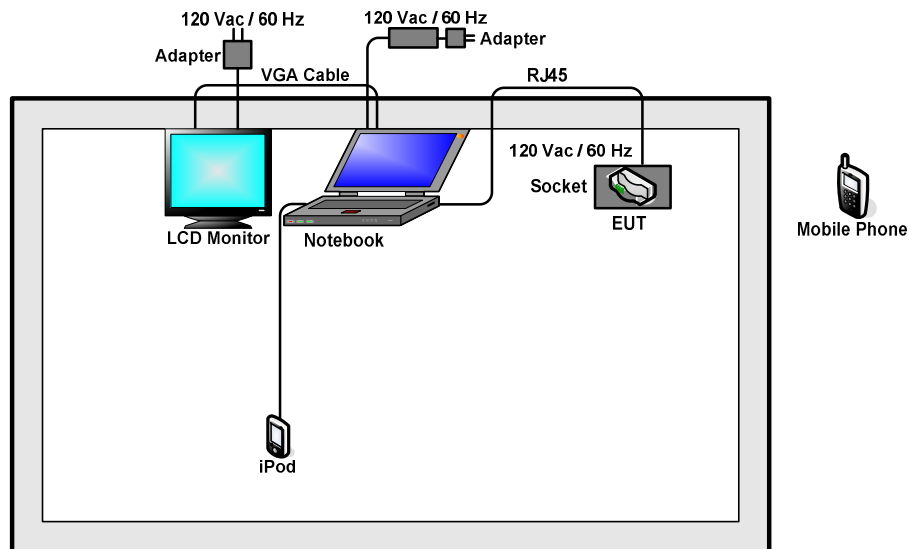 120 Vac / 60 Hz
120 Vac / 60 Hz
Adapter
Adapter
VGA Cable
RJ45
120 Vac / 60 Hz
Socket
EUT
LCD Monitor
Notebook
Mobile Phone
iPod